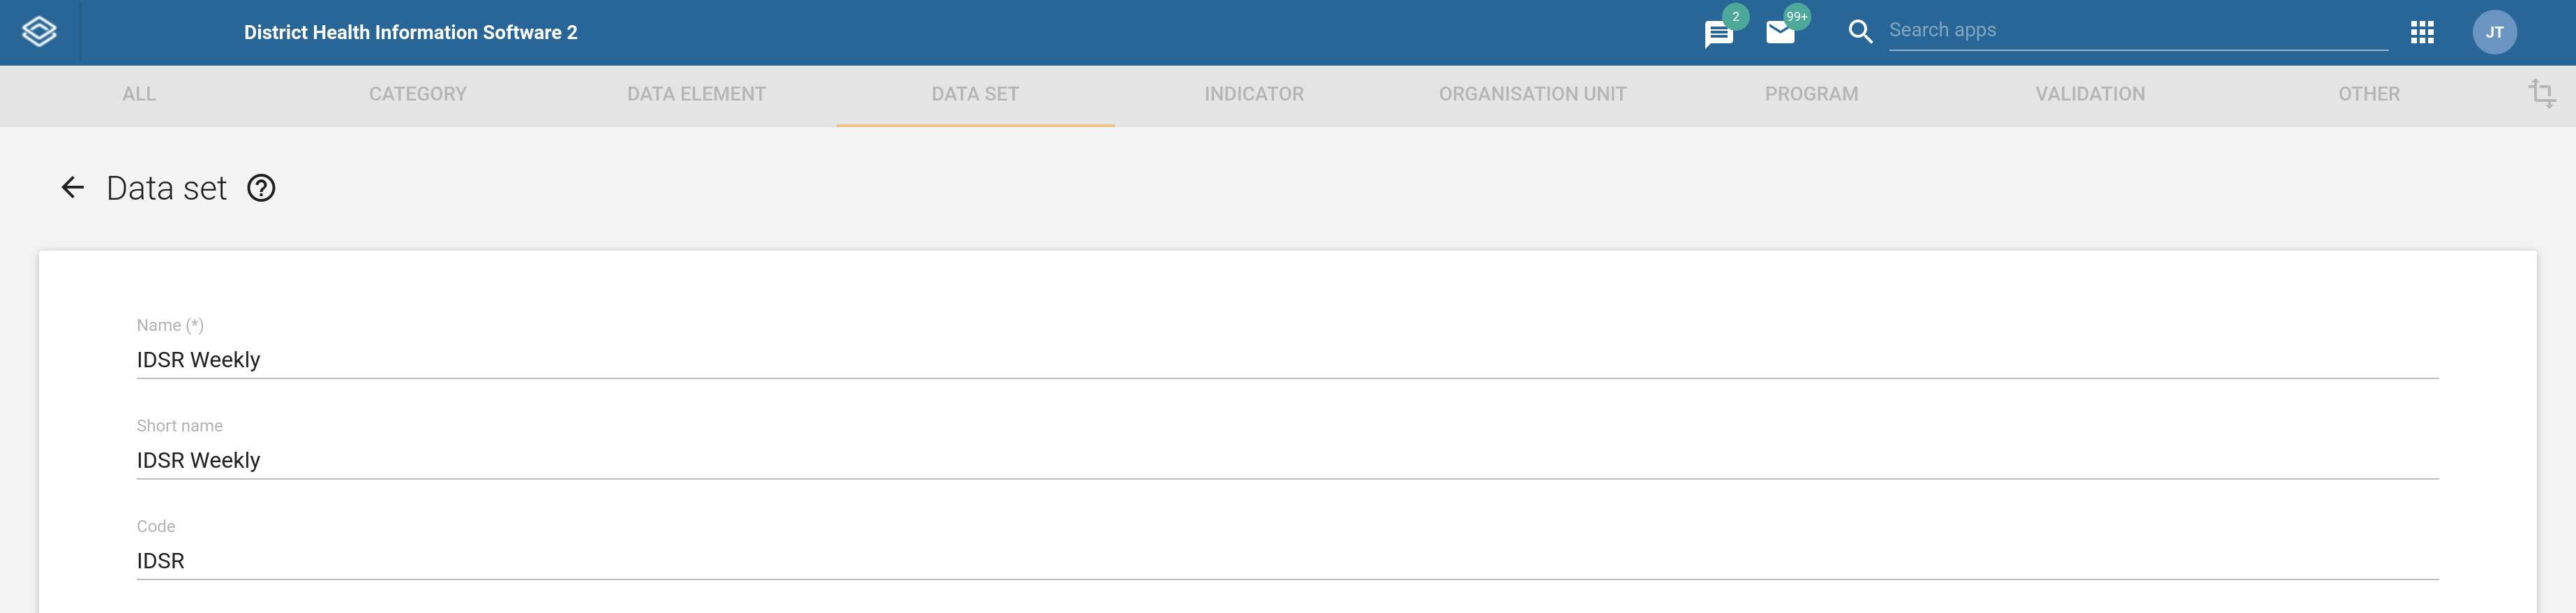 District Health Information Software 2
2
99+
Search apps
JT
ALL CATEGORY DATA ELEMENT DATA SET INDICATOR ORGANISATION UNIT PROGRAM VALIDATION OTHER
Data set ?
Name (*)
IDSR Weekly
Short name
IDSR Weekly
Code
IDSR